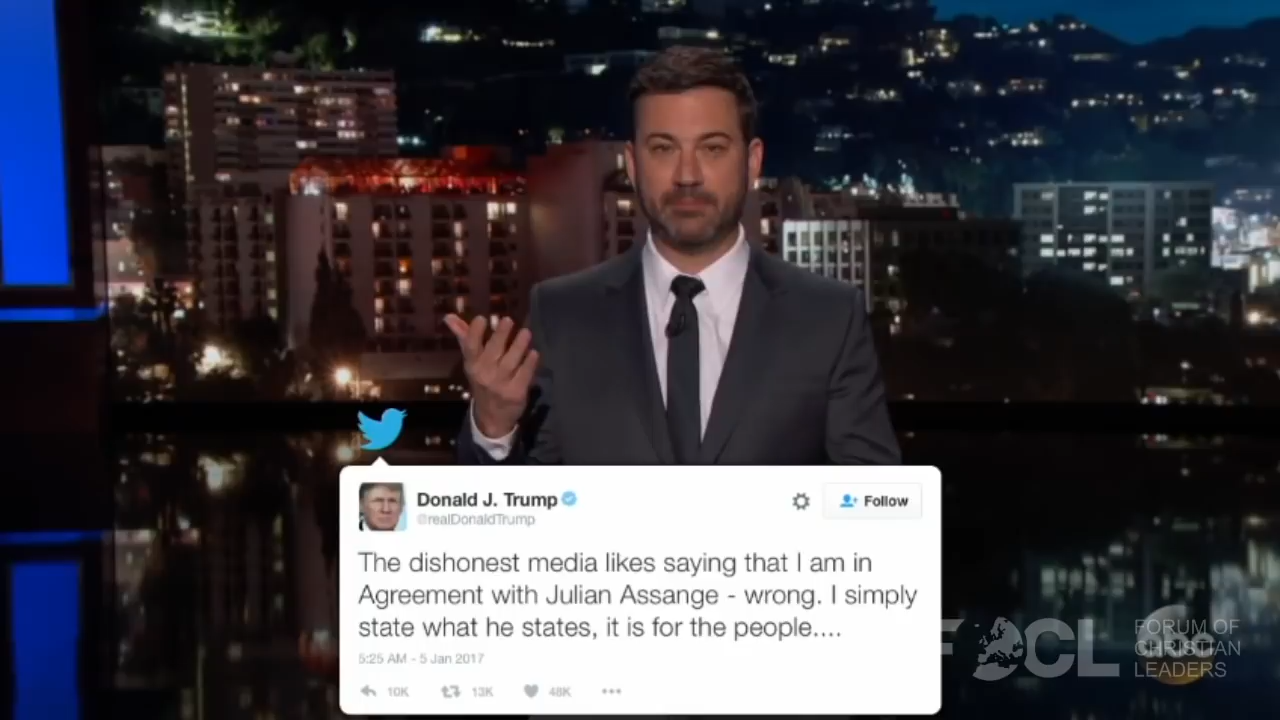 Donald J. Trump
@realDonaldTrump
Follow
The dishonest media likes saying that I am in
Agreement with Julian Assange - wrong. I simply
state what he states, it is for the people....
5:25 AM - 5 Jan 2017
10K 13K 48K
FOCL
FORUM OF
CHRISTIAN
LEADERS
abc